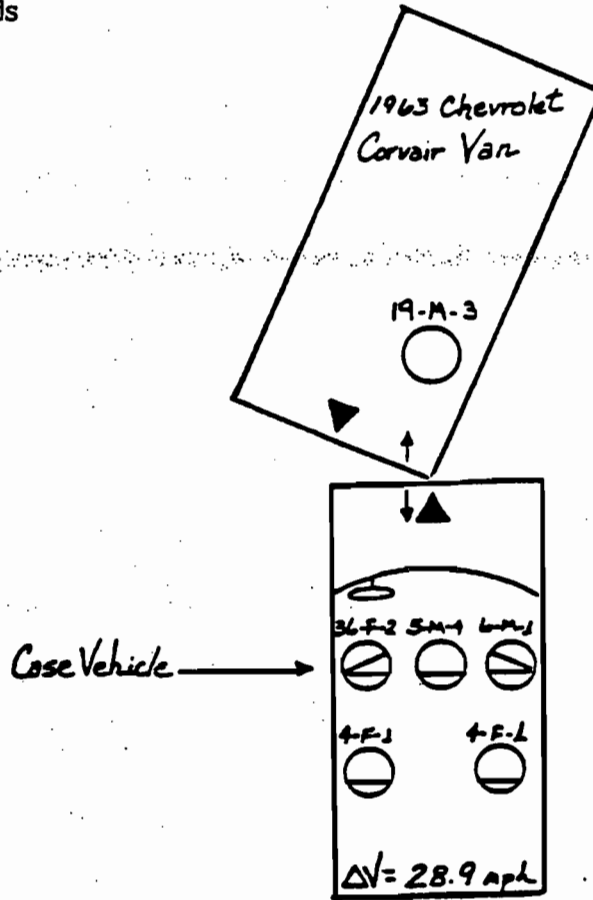 1963 Chevrolet
Corvair Van
19-M-3
36-F-2 5-M-4 6-M-1
Case Vehicle
4-F-1 4-F-1
ΔV= 28.9 mph